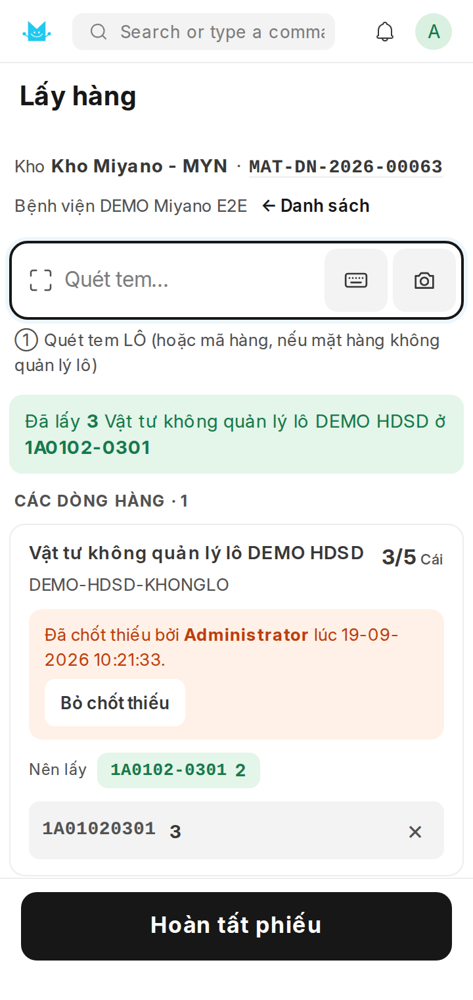 Search or type a comma
A
Lấy hàng
Kho Kho Miyano - MYN · MAT-DN-2026-00063
Bệnh viện DEMO Miyano E2E ← Danh sách
Quét tem...
① Quét tem LÔ (hoặc mã hàng, nếu mặt hàng không
quản lý lô)
Đã lấy 3 Vật tư không quản lý lô DEMO HDSD ở
1A0102-0301
CÁC DÒNG HÀNG · 1
Vật tư không quản lý lô DEMO HDSD 3/5 Cái
DEMO-HDSD-KHONGLO
Đã chốt thiếu bởi Administrator lúc 19-09-
2026 10:21:33.
Bỏ chốt thiếu
Nên lấy 1A0102-0301 2
1A01020301 3 ✕
Hoàn tất phiếu